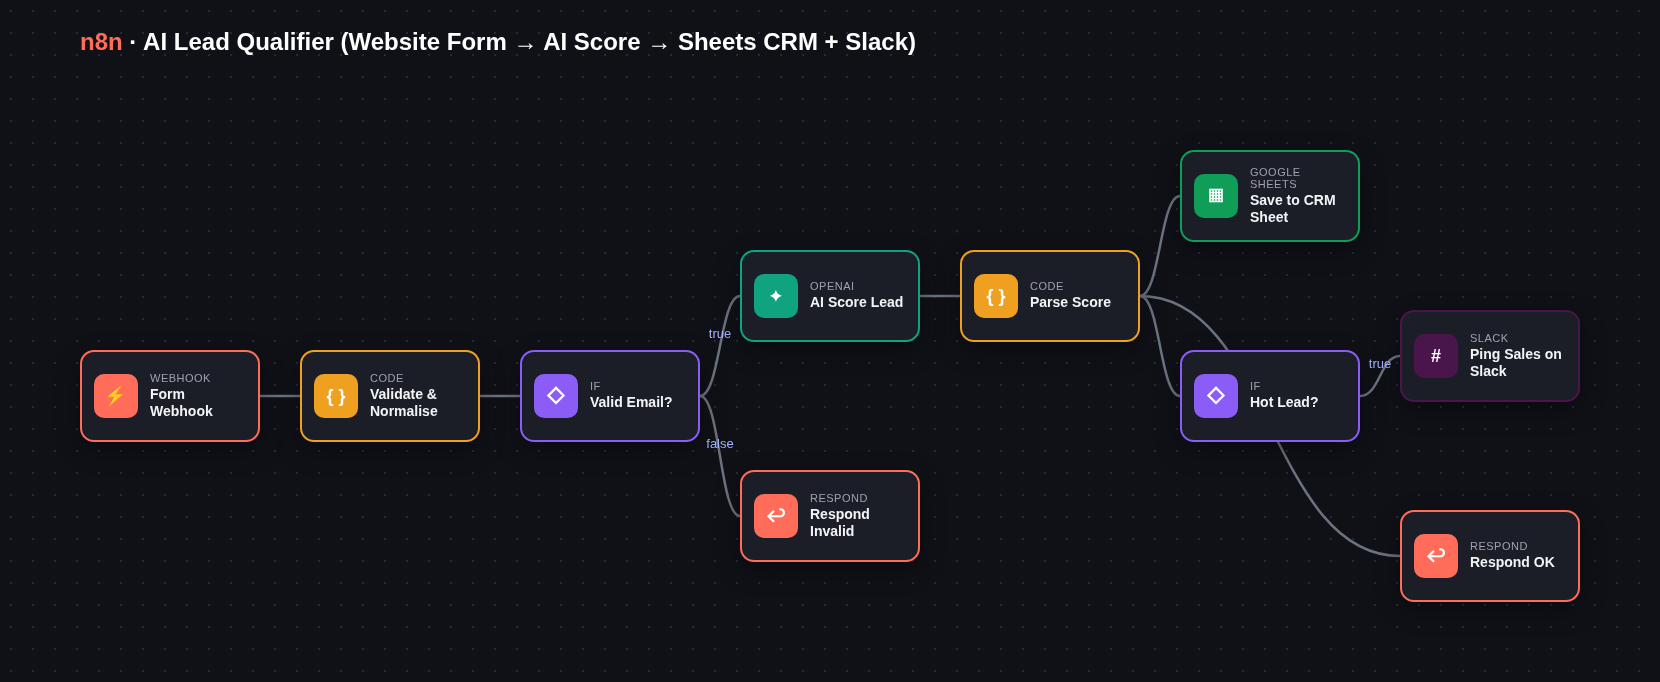 n8n · AI Lead Qualifier (Website Form → AI Score → Sheets CRM + Slack)
WEBHOOK
Form
Webhook
{ }
CODE
Validate &
Normalise
IF
Valid Email?
true
false
OPENAI
AI Score Lead
RESPOND
Respond
Invalid
{ }
CODE
Parse Score
GOOGLE
SHEETS
Save to CRM
Sheet
IF
Hot Lead?
true
#
SLACK
Ping Sales on
Slack
RESPOND
Respond OK